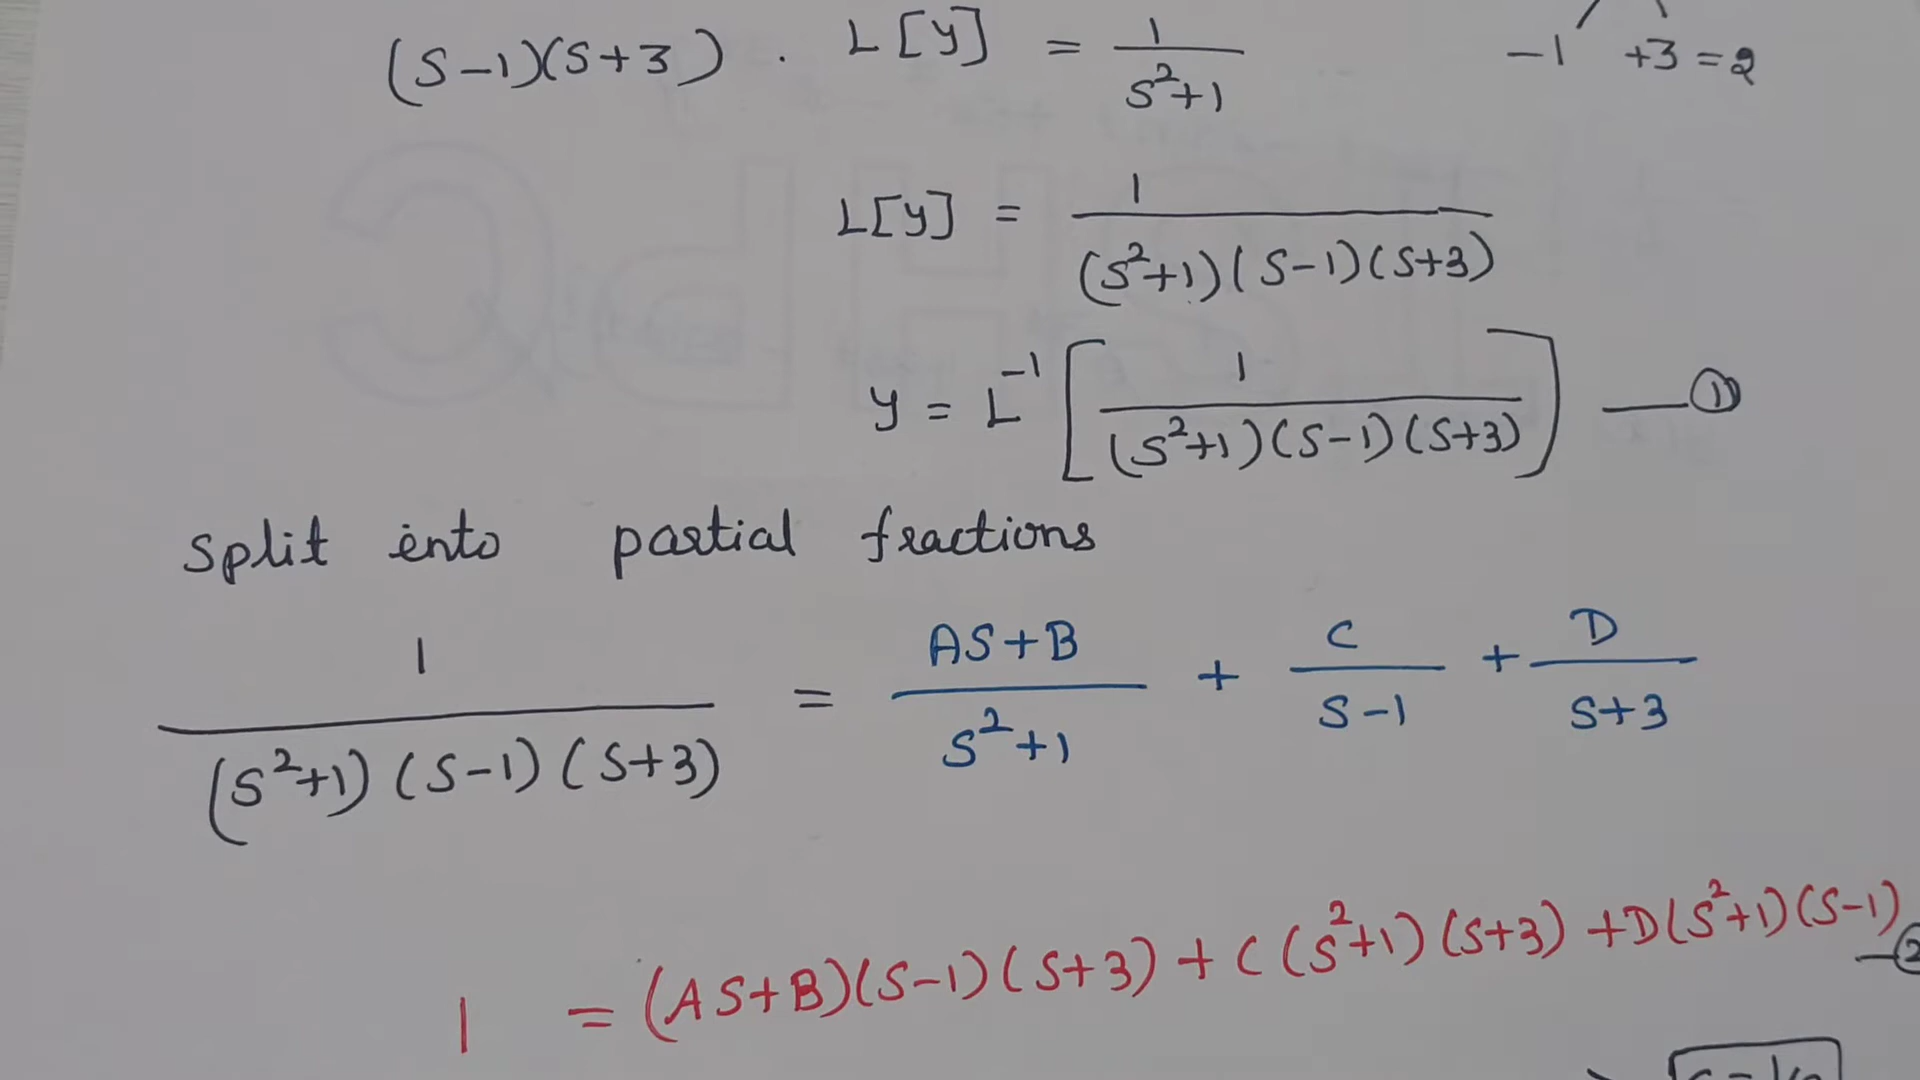 (S-1)(S+3) . L[y] = 1/(s²+1)    -1 +3 = 2
L[y] = 1/((s²+1)(s-1)(s+3))
y = L⁻¹[1/((s²+1)(s-1)(s+3))] —①
Split into partial fractions
1/((s²+1)(s-1)(s+3)) = (AS+B)/(s²+1) + C/(s-1) + D/(s+3)
1 = (AS+B)(S-1)(S+3) + C(s²+1)(s+3) + D(s²+1)(s-1) —②